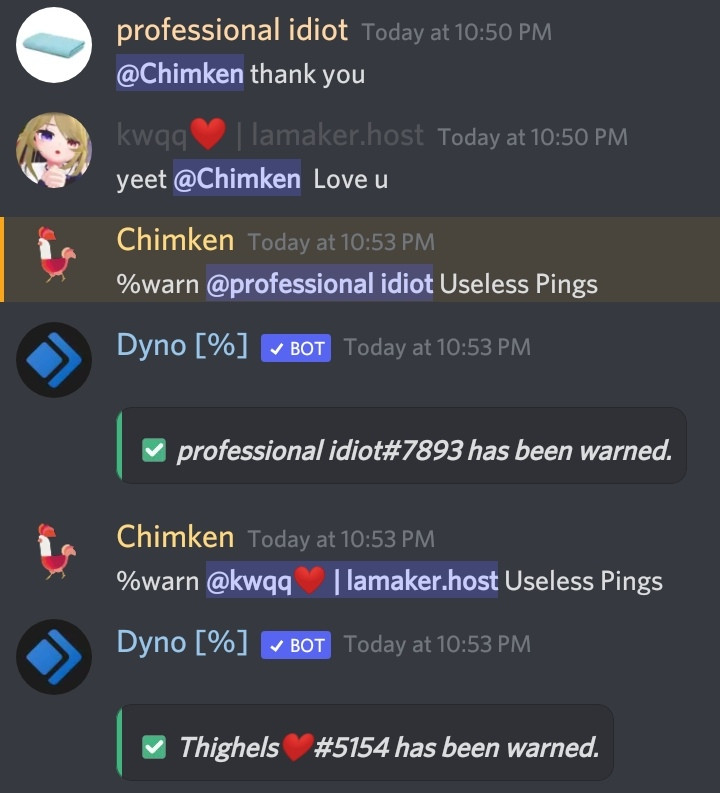 professional idiot Today at 10:50 PM
@Chimken thank you
kwqq❤️ | lamaker.host Today at 10:50 PM
yeet @Chimken Love u
Chimken Today at 10:53 PM
%warn @professional idiot Useless Pings
Dyno [%] ✓ BOT Today at 10:53 PM
✅ professional idiot#7893 has been warned.
Chimken Today at 10:53 PM
%warn @kwqq❤️ | lamaker.host Useless Pings
Dyno [%] ✓ BOT Today at 10:53 PM
✅ Thighels❤️#5154 has been warned.